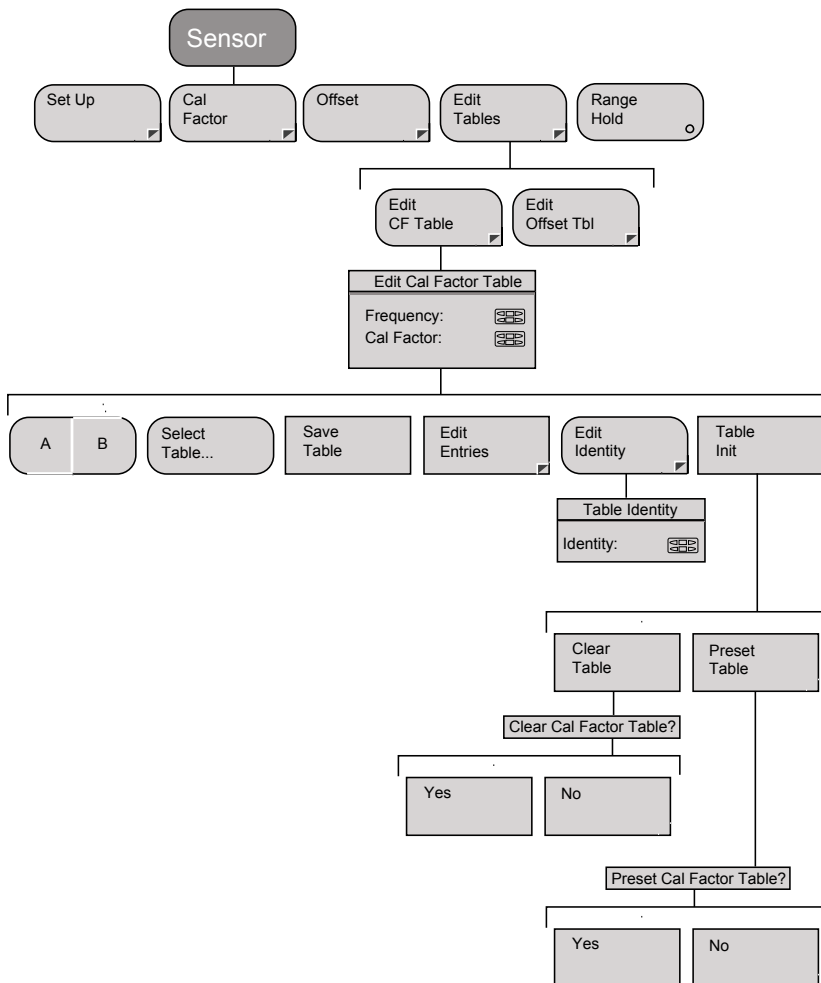 Sensor
Set Up
Cal
Factor
Offset
Edit
Tables
Range
Hold
Edit
CF Table
Edit
Offset Tbl
Edit Cal Factor Table
Frequency:
Cal Factor:
A
B
Select
Table...
Save
Table
Edit
Entries
Edit
Identity
Table
Init
Table Identity
Identity:
Clear
Table
Preset
Table
Clear Cal Factor Table?
Yes
No
Preset Cal Factor Table?
Yes
No